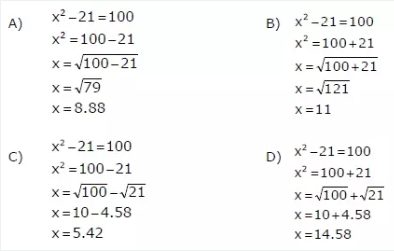 A) x² – 21 = 100
x² = 100 – 21
x = √100 – 21
x = √79
x = 8.88
B) x² – 21 = 100
x² = 100 + 21
x = √100 + 21
x = √121
x = 11
C) x² – 21 = 100
x² = 100 – 21
x = √100 – √21
x = 10 – 4.58
x = 5.42
D) x² – 21 = 100
x² = 100 + 21
x = √100 + √21
x = 10 + 4.58
x = 14.58